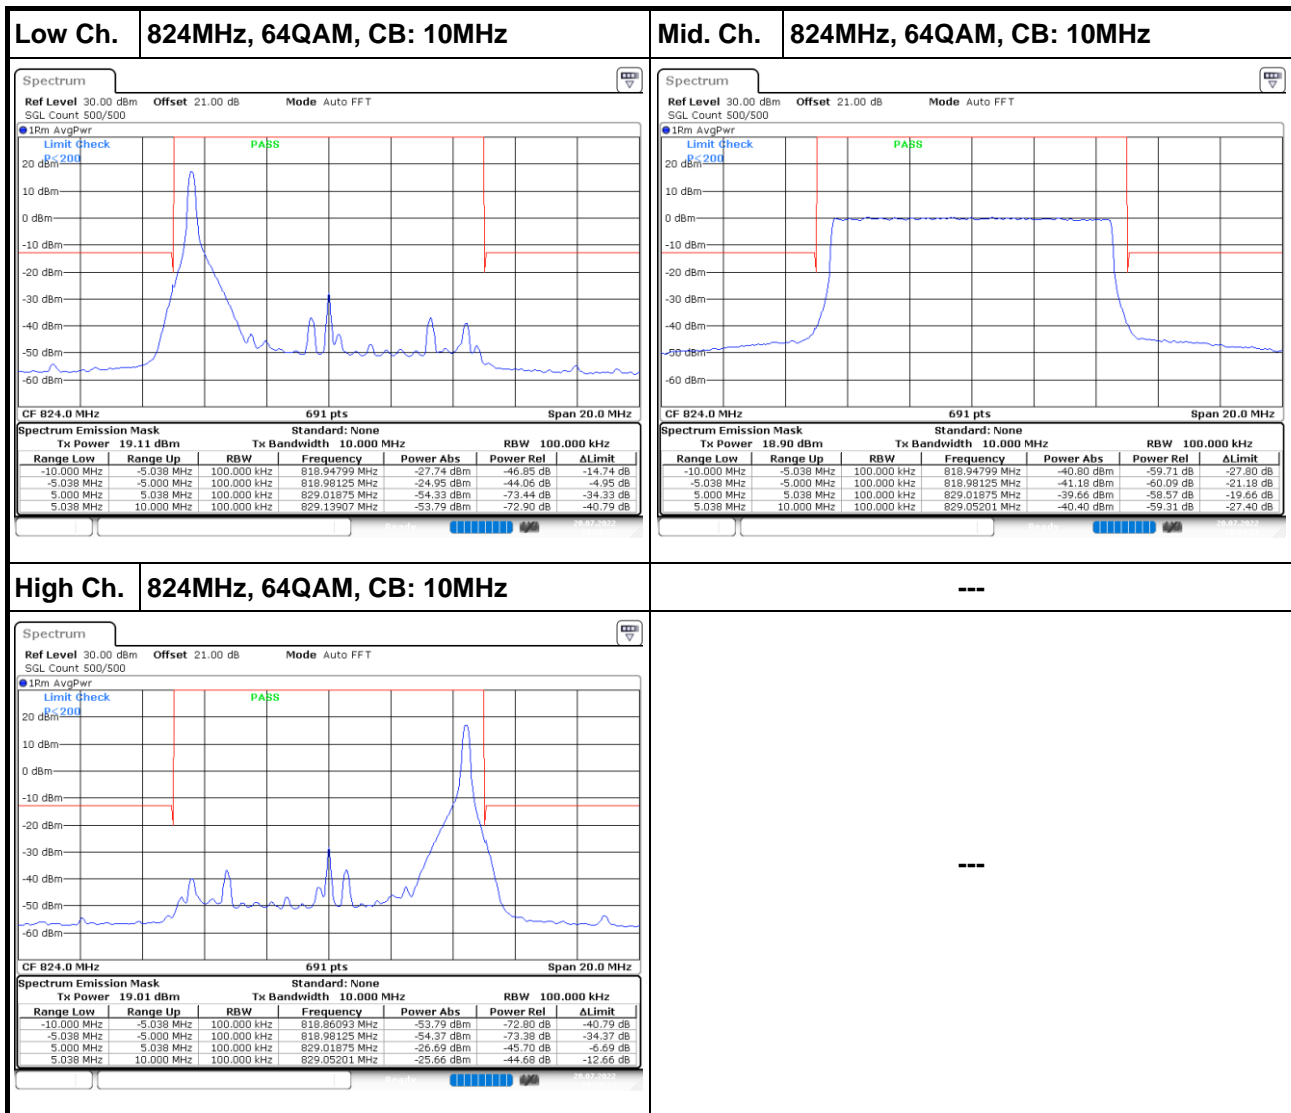 Low Ch. 824MHz, 64QAM, CB: 10MHz
Spectrum
Ref Level 30.00 dBm Offset 21.00 dB Mode Auto FFT
SGL Count 500/500
1Rm AvgPwr
Limit Check PASS
P<200
20 dBm
10 dBm
0 dBm
-10 dBm
-20 dBm
-30 dBm
-40 dBm
-50 dBm
-60 dBm
CF 824.0 MHz 691 pts Span 20.0 MHz
Spectrum Emission Mask Standard: None
Tx Power 19.11 dBm Tx Bandwidth 10.000 MHz RBW 100.000 kHz
Range Low Range Up RBW Frequency Power Abs Power Rel ΔLimit
-10.000 MHz -5.038 MHz 100.000 kHz 818.94799 MHz -27.74 dBm -46.85 dB -14.74 dB
-5.038 MHz -5.000 MHz 100.000 kHz 818.98125 MHz -24.95 dBm -44.06 dB -4.95 dB
5.000 MHz 5.038 MHz 100.000 kHz 829.01875 MHz -54.33 dBm -73.44 dB -34.33 dB
5.038 MHz 10.000 MHz 100.000 kHz 829.13907 MHz -53.79 dBm -72.90 dB -40.79 dB
Ready 28.07.2022
Mid. Ch. 824MHz, 64QAM, CB: 10MHz
Spectrum
Ref Level 30.00 dBm Offset 21.00 dB Mode Auto FFT
SGL Count 500/500
1Rm AvgPwr
Limit Check PASS
P<200
20 dBm
10 dBm
0 dBm
-10 dBm
-20 dBm
-30 dBm
-40 dBm
-50 dBm
-60 dBm
CF 824.0 MHz 691 pts Span 20.0 MHz
Spectrum Emission Mask Standard: None
Tx Power 18.90 dBm Tx Bandwidth 10.000 MHz RBW 100.000 kHz
Range Low Range Up RBW Frequency Power Abs Power Rel ΔLimit
-10.000 MHz -5.038 MHz 100.000 kHz 818.94799 MHz -40.80 dBm -59.71 dB -27.80 dB
-5.038 MHz -5.000 MHz 100.000 kHz 818.98125 MHz -41.18 dBm -60.09 dB -21.18 dB
5.000 MHz 5.038 MHz 100.000 kHz 829.01875 MHz -39.66 dBm -58.57 dB -19.66 dB
5.038 MHz 10.000 MHz 100.000 kHz 829.05201 MHz -40.40 dBm -59.31 dB -27.40 dB
Ready 28.07.2022
High Ch. 824MHz, 64QAM, CB: 10MHz
---
Spectrum
Ref Level 30.00 dBm Offset 21.00 dB Mode Auto FFT
SGL Count 500/500
1Rm AvgPwr
Limit Check PASS
P<200
20 dBm
10 dBm
0 dBm
-10 dBm
-20 dBm
-30 dBm
-40 dBm
-50 dBm
-60 dBm
CF 824.0 MHz 691 pts Span 20.0 MHz
Spectrum Emission Mask Standard: None
Tx Power 19.01 dBm Tx Bandwidth 10.000 MHz RBW 100.000 kHz
Range Low Range Up RBW Frequency Power Abs Power Rel ΔLimit
-10.000 MHz -5.038 MHz 100.000 kHz 818.86093 MHz -53.79 dBm -72.80 dB -40.79 dB
-5.038 MHz -5.000 MHz 100.000 kHz 818.98125 MHz -54.37 dBm -73.38 dB -34.37 dB
5.000 MHz 5.038 MHz 100.000 kHz 829.01875 MHz -26.69 dBm -45.70 dB -6.69 dB
5.038 MHz 10.000 MHz 100.000 kHz 829.05201 MHz -25.66 dBm -44.68 dB -12.66 dB
Ready 28.07.2022
---